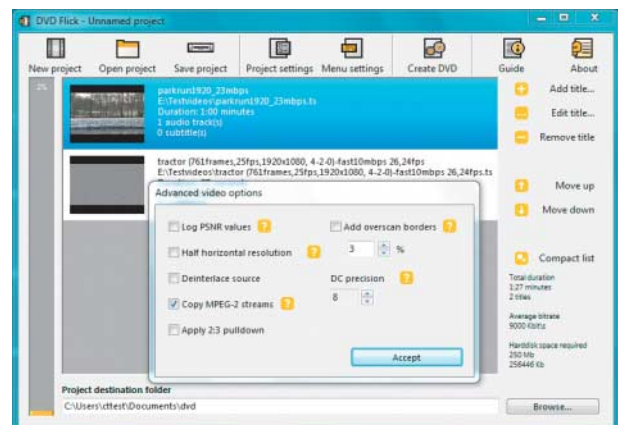 DVD Flick - Unnamed project
New project Open project Save project Project settings Menu settings Create DVD Guide About
2%
parkrun1920_23mbps
E:\Testvideos\parkrun1920_23mbps.ts
Duration: 1:00 minutes
1 audio track(s)
0 subtitle(s)
Add title...
Edit title...
Remove title
tractor (761frames,25fps,1920x1080, 4-2-0)-fast10mbps 26,24fps
E:\Testvideos\tractor (761frames,25fps,1920x1080, 4-2-0)-fast10mbps 26,24fps.ts
Move up
Move down
Advanced video options
Log PSNR values ?
Add overscan borders ?
Half horizontal resolution ?
3 %
Deinterlace source
DC precision ?
Copy MPEG-2 streams ?
8
Apply 2:3 pulldown
Accept
Compact list
Total duration
1:27 minutes
2 titles
Average bitrate
9000 Kbit/s
Harddisk space required
250 Mb
256446 Kb
Project destination folder
C:\Users\cttest\Documents\dvd
Browse...